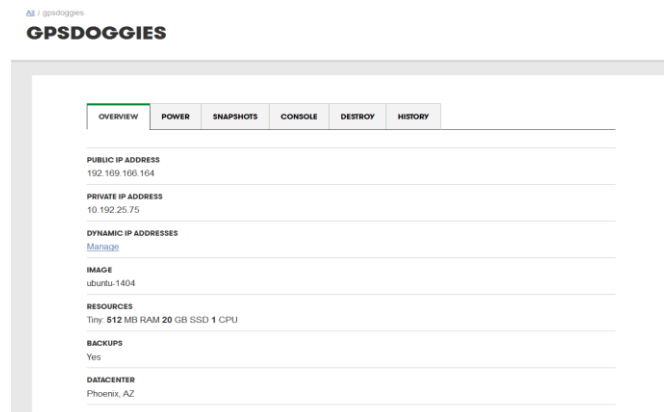 All / gpsdoggies
GPSDOGGIES
OVERVIEW POWER SNAPSHOTS CONSOLE DESTROY HISTORY
PUBLIC IP ADDRESS
192.169.166.164
PRIVATE IP ADDRESS
10.192.25.75
DYNAMIC IP ADDRESSES
Manage
IMAGE
ubuntu-1404
RESOURCES
Tiny: 512 MB RAM 20 GB SSD 1 CPU
BACKUPS
Yes
DATACENTER
Phoenix, AZ